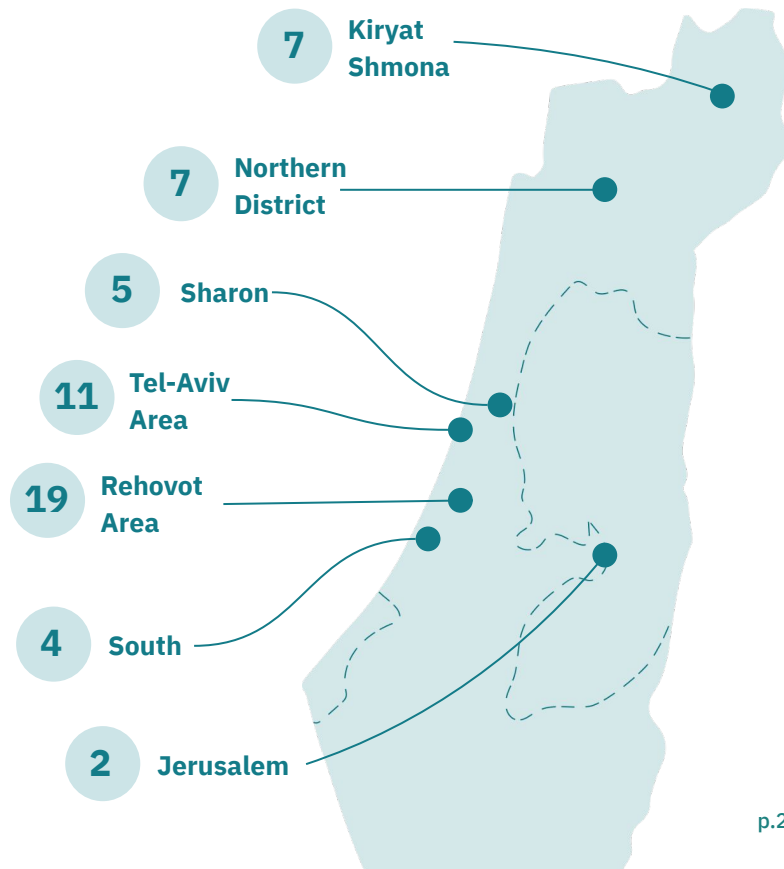 7
Kiryat
Shmona
7
Northern
District
5
Sharon
11
Tel-Aviv
Area
19
Rehovot
Area
4
South
2
Jerusalem
p.2